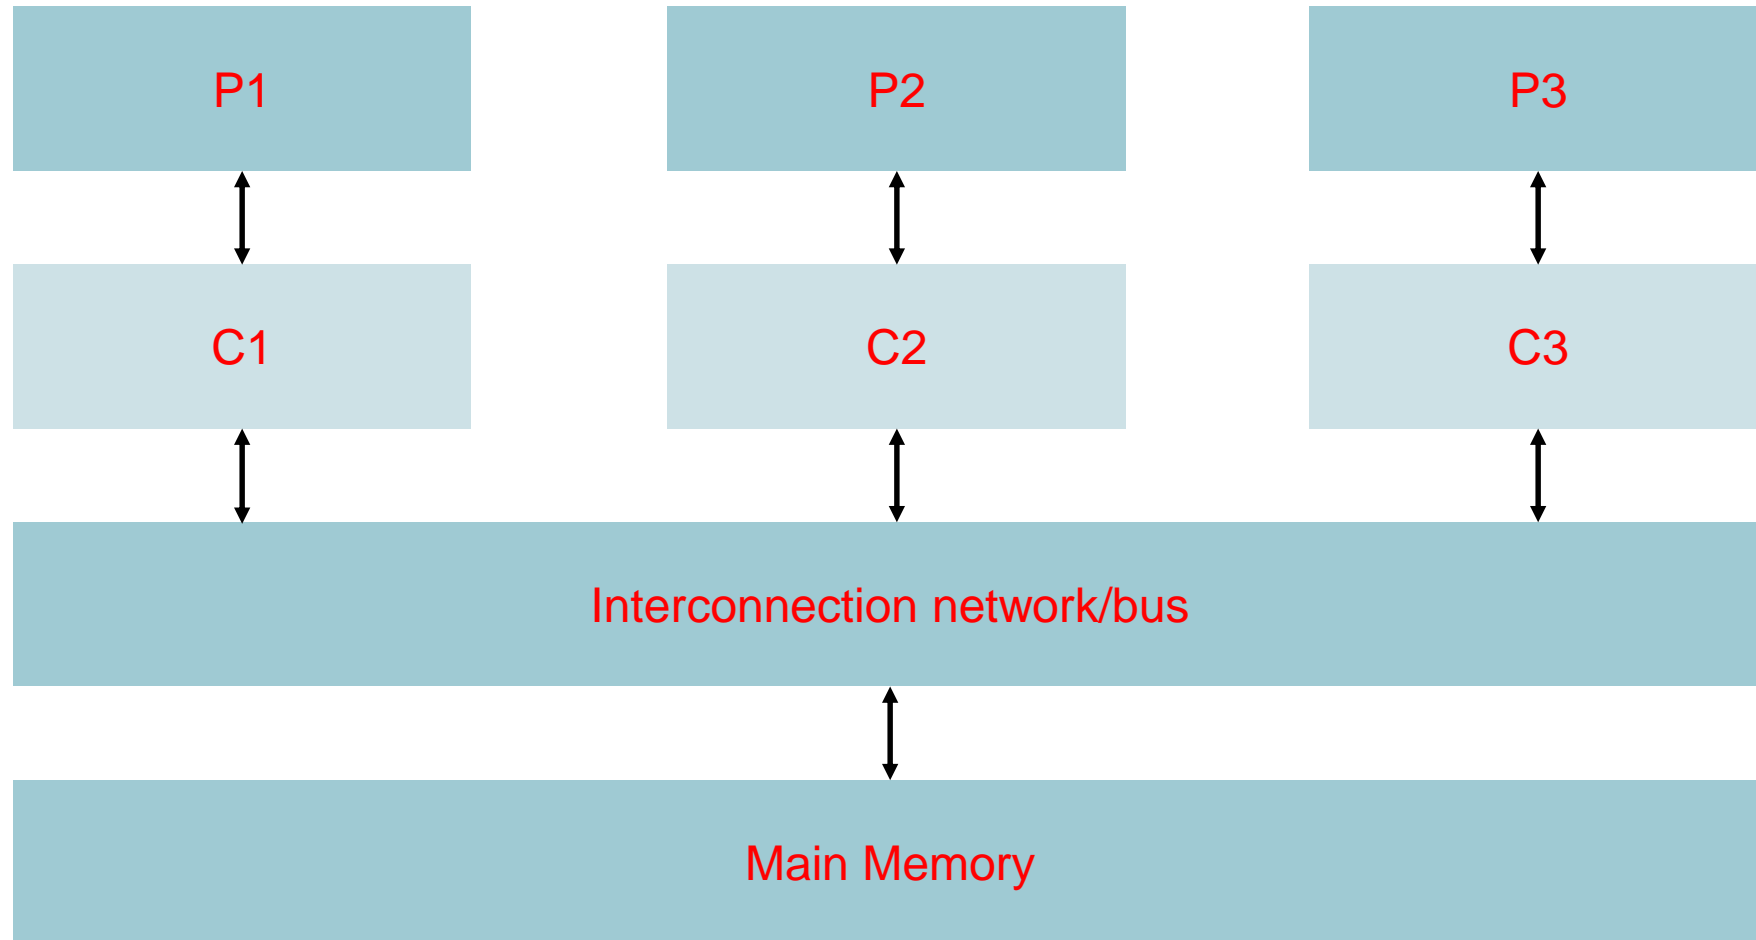 P1
P2
P3
C1
C2
C3
Interconnection network/bus
Main Memory